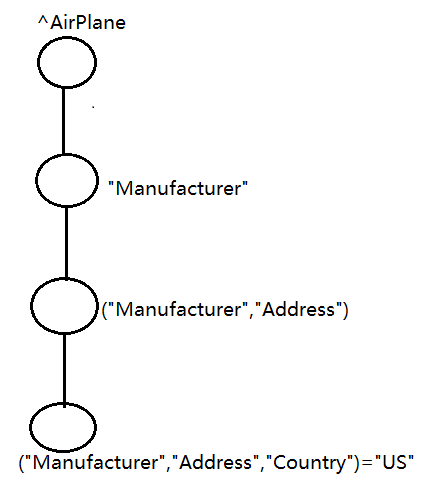 ^AirPlane
"Manufacturer"
("Manufacturer","Address")
("Manufacturer","Address","Country")="US"